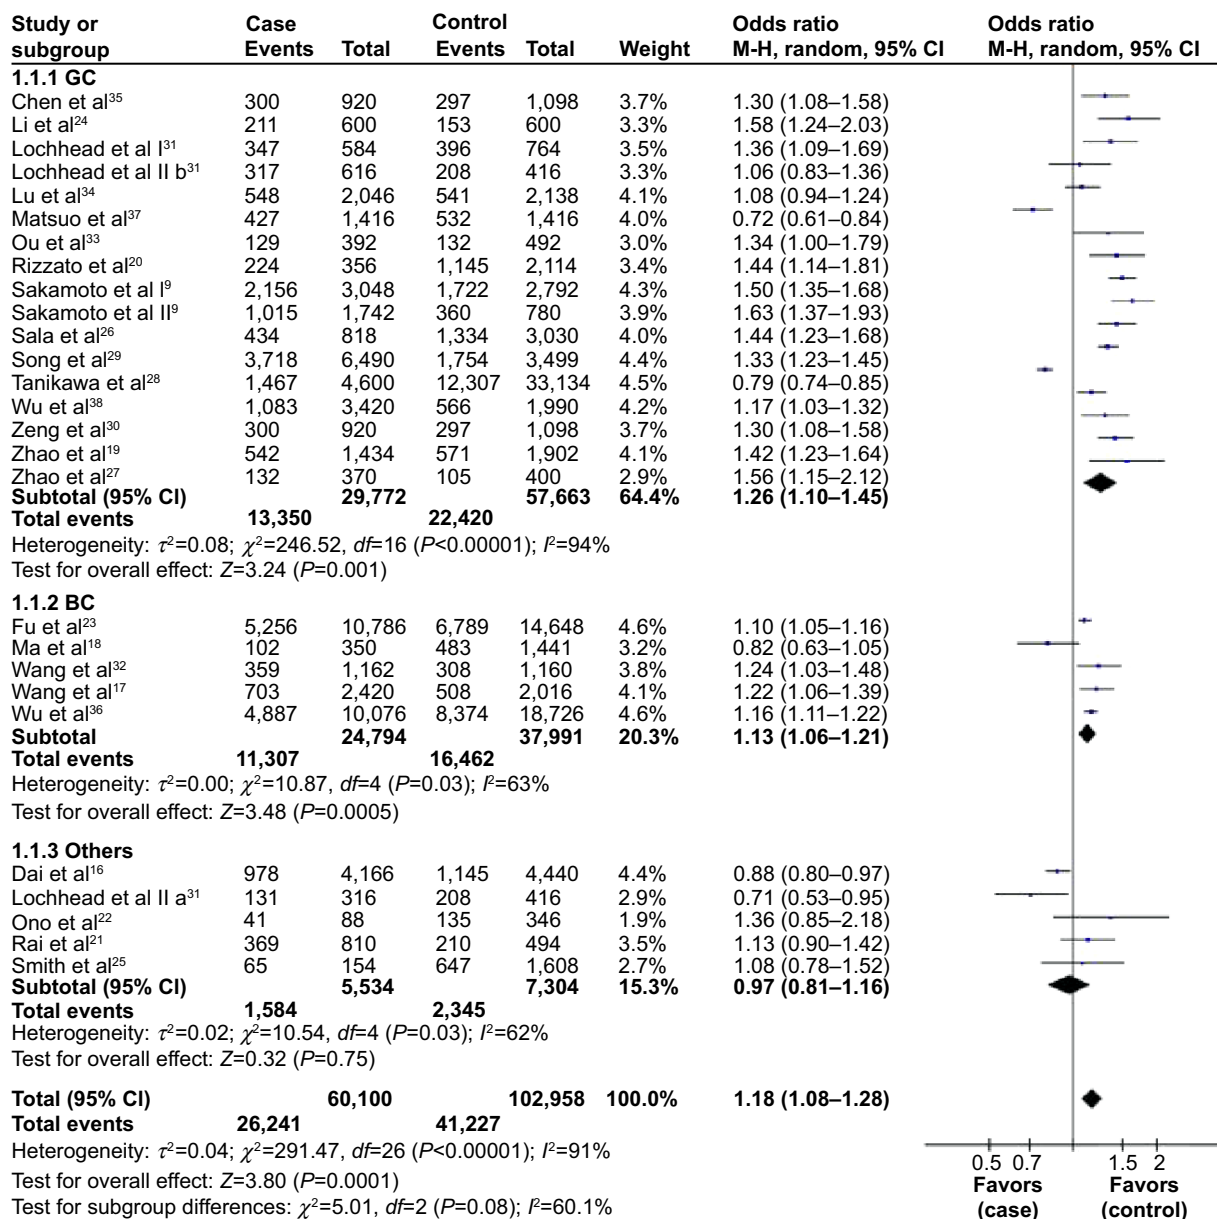 Study or Case Control Odds ratio Odds ratio
subgroup Events Total Events Total Weight M-H, random, 95% CI M-H, random, 95% CI
1.1.1 GC
Chen et al³⁵ 300 920 297 1,098 3.7% 1.30 (1.08–1.58)
Li et al²⁴ 211 600 153 600 3.3% 1.58 (1.24–2.03)
Lochhead et al I³¹ 347 584 396 764 3.5% 1.36 (1.09–1.69)
Lochhead et al II b³¹ 317 616 208 416 3.3% 1.06 (0.83–1.36)
Lu et al³⁴ 548 2,046 541 2,138 4.1% 1.08 (0.94–1.24)
Matsuo et al³⁷ 427 1,416 532 1,416 4.0% 0.72 (0.61–0.84)
Ou et al³³ 129 392 132 492 3.0% 1.34 (1.00–1.79)
Rizzato et al²⁰ 224 356 1,145 2,114 3.4% 1.44 (1.14–1.81)
Sakamoto et al I⁹ 2,156 3,048 1,722 2,792 4.3% 1.50 (1.35–1.68)
Sakamoto et al II⁹ 1,015 1,742 360 780 3.9% 1.63 (1.37–1.93)
Sala et al²⁶ 434 818 1,334 3,030 4.0% 1.44 (1.23–1.68)
Song et al²⁹ 3,718 6,490 1,754 3,499 4.4% 1.33 (1.23–1.45)
Tanikawa et al²⁸ 1,467 4,600 12,307 33,134 4.5% 0.79 (0.74–0.85)
Wu et al³⁸ 1,083 3,420 566 1,990 4.2% 1.17 (1.03–1.32)
Zeng et al³⁰ 300 920 297 1,098 3.7% 1.30 (1.08–1.58)
Zhao et al¹⁹ 542 1,434 571 1,902 4.1% 1.42 (1.23–1.64)
Zhao et al²⁷ 132 370 105 400 2.9% 1.56 (1.15–2.12)
Subtotal (95% CI) 29,772 57,663 64.4% 1.26 (1.10–1.45)
Total events 13,350 22,420
Heterogeneity: τ²=0.08; χ²=246.52, df=16 (P<0.00001); I²=94%
Test for overall effect: Z=3.24 (P=0.001)
1.1.2 BC
Fu et al²³ 5,256 10,786 6,789 14,648 4.6% 1.10 (1.05–1.16)
Ma et al¹⁸ 102 350 483 1,441 3.2% 0.82 (0.63–1.05)
Wang et al³² 359 1,162 308 1,160 3.8% 1.24 (1.03–1.48)
Wang et al¹⁷ 703 2,420 508 2,016 4.1% 1.22 (1.06–1.39)
Wu et al³⁶ 4,887 10,076 8,374 18,726 4.6% 1.16 (1.11–1.22)
Subtotal 24,794 37,991 20.3% 1.13 (1.06–1.21)
Total events 11,307 16,462
Heterogeneity: τ²=0.00; χ²=10.87, df=4 (P=0.03); I²=63%
Test for overall effect: Z=3.48 (P=0.0005)
1.1.3 Others
Dai et al¹⁶ 978 4,166 1,145 4,440 4.4% 0.88 (0.80–0.97)
Lochhead et al II a³¹ 131 316 208 416 2.9% 0.71 (0.53–0.95)
Ono et al²² 41 88 135 346 1.9% 1.36 (0.85–2.18)
Rai et al²¹ 369 810 210 494 3.5% 1.13 (0.90–1.42)
Smith et al²⁵ 65 154 647 1,608 2.7% 1.08 (0.78–1.52)
Subtotal (95% CI) 5,534 7,304 15.3% 0.97 (0.81–1.16)
Total events 1,584 2,345
Heterogeneity: τ²=0.02; χ²=10.54, df=4 (P=0.03); I²=62%
Test for overall effect: Z=0.32 (P=0.75)
Total (95% CI) 60,100 102,958 100.0% 1.18 (1.08–1.28)
Total events 26,241 41,227
Heterogeneity: τ²=0.04; χ²=291.47, df=26 (P<0.00001); I²=91%
Test for overall effect: Z=3.80 (P=0.0001)
Test for subgroup differences: χ²=5.01, df=2 (P=0.08); I²=60.1%
0.5 0.7 1.5 2
Favors Favors
(case) (control)